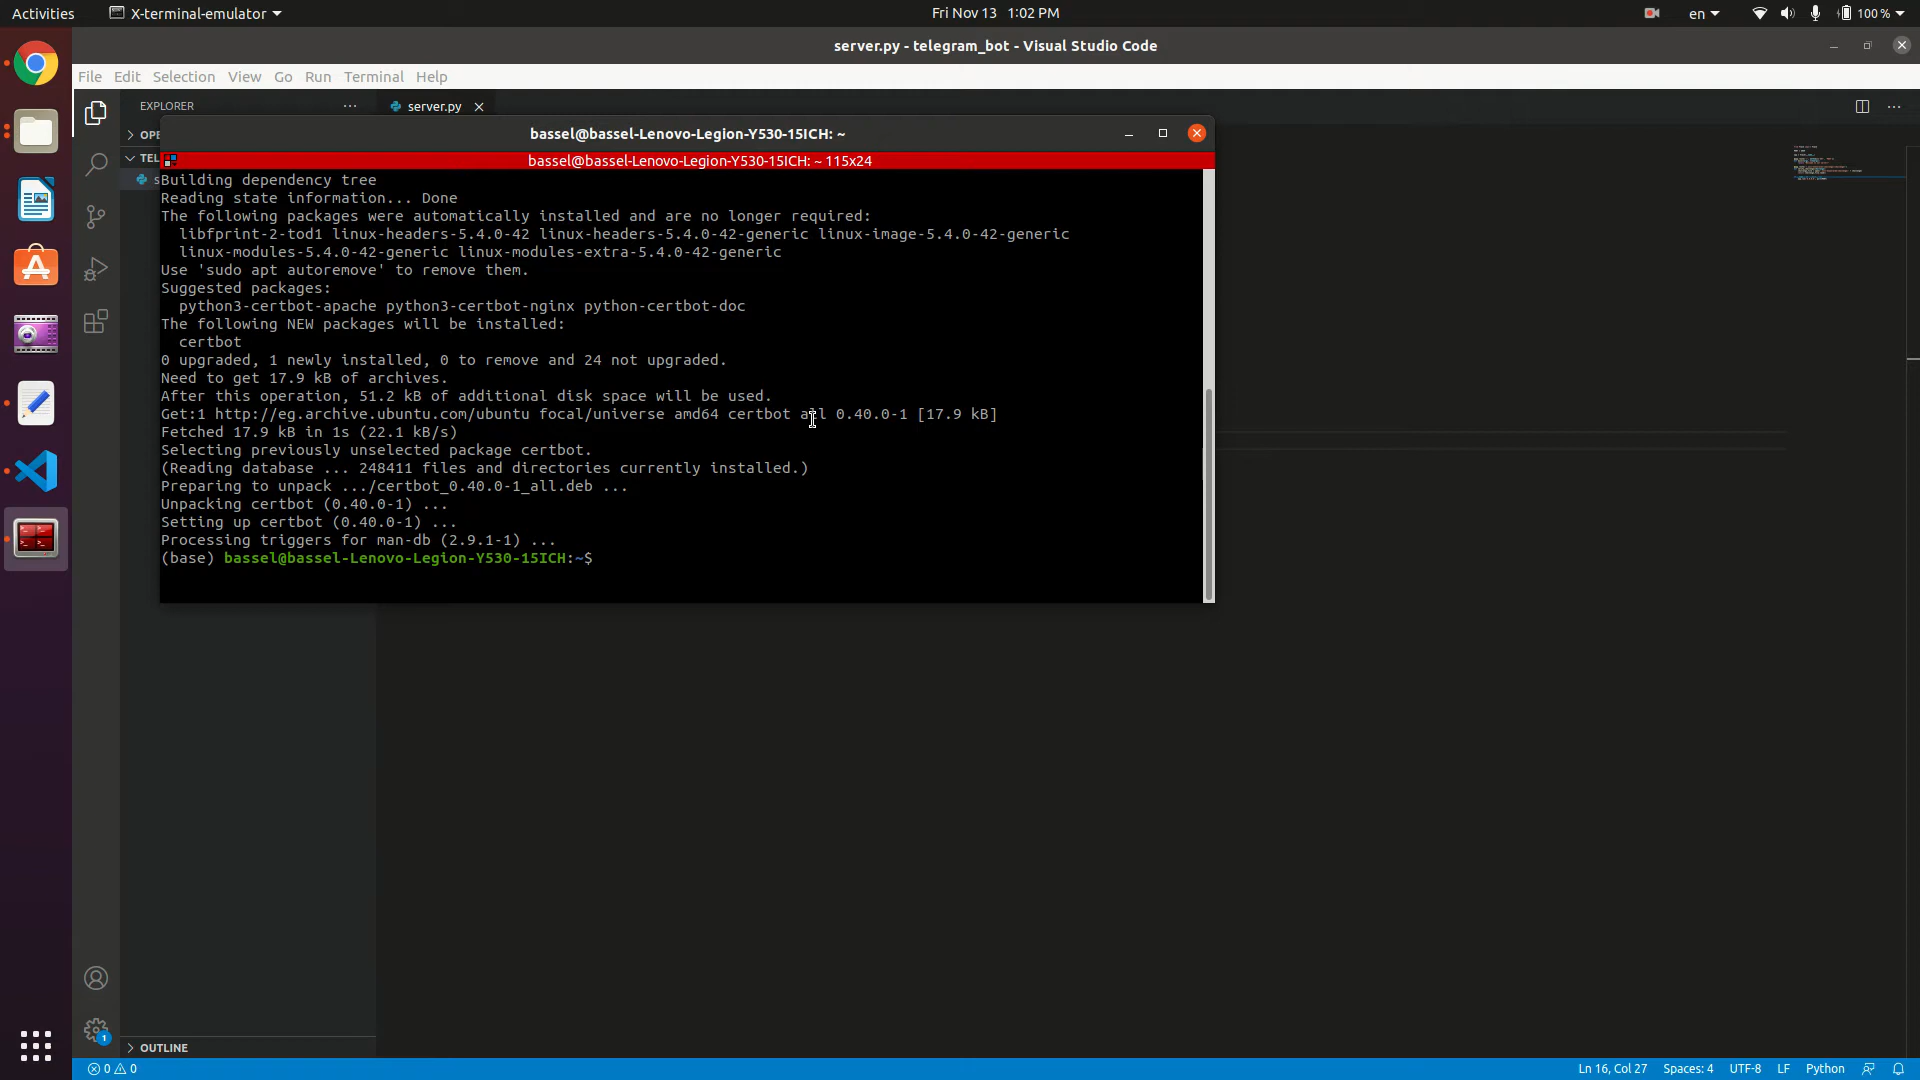 Activities X-terminal-emulator Fri Nov 13 1:02 PM en 100 %
server.py - telegram_bot - Visual Studio Code
File Edit Selection View Go Run Terminal Help
EXPLORER server.py
OPE
TEL
s
bassel@bassel-Lenovo-Legion-Y530-15ICH: ~
bassel@bassel-Lenovo-Legion-Y530-15ICH: ~ 115x24
Building dependency tree
Reading state information... Done
The following packages were automatically installed and are no longer required:
libfprint-2-tod1 linux-headers-5.4.0-42 linux-headers-5.4.0-42-generic linux-image-5.4.0-42-generic
linux-modules-5.4.0-42-generic linux-modules-extra-5.4.0-42-generic
Use 'sudo apt autoremove' to remove them.
Suggested packages:
python3-certbot-apache python3-certbot-nginx python-certbot-doc
The following NEW packages will be installed:
certbot
0 upgraded, 1 newly installed, 0 to remove and 24 not upgraded.
Need to get 17.9 kB of archives.
After this operation, 51.2 kB of additional disk space will be used.
Get:1 http://eg.archive.ubuntu.com/ubuntu focal/universe amd64 certbot all 0.40.0-1 [17.9 kB]
Fetched 17.9 kB in 1s (22.1 kB/s)
Selecting previously unselected package certbot.
(Reading database ... 248411 files and directories currently installed.)
Preparing to unpack .../certbot_0.40.0-1_all.deb ...
Unpacking certbot (0.40.0-1) ...
Setting up certbot (0.40.0-1) ...
Processing triggers for man-db (2.9.1-1) ...
(base) bassel@bassel-Lenovo-Legion-Y530-15ICH:~$
1
OUTLINE
0 0 Ln 16, Col 27 Spaces: 4 UTF-8 LF Python